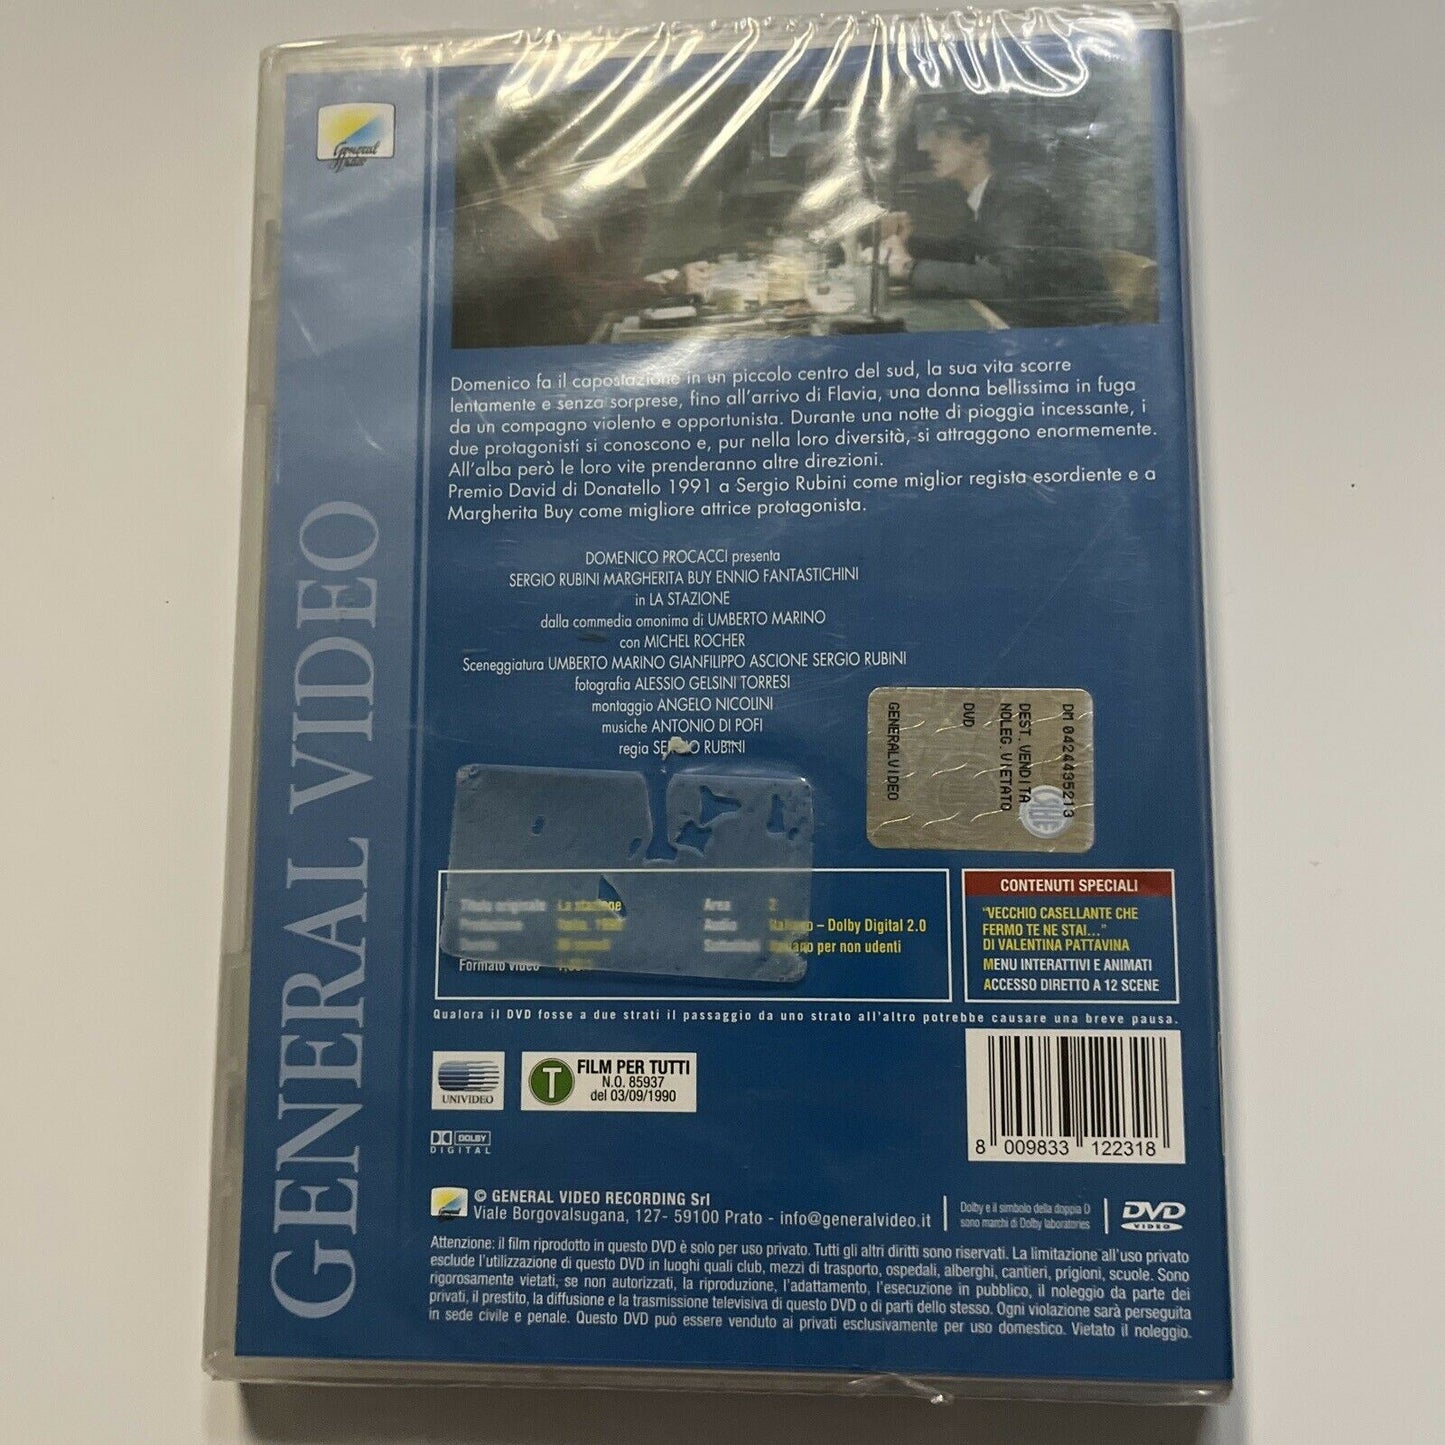 General
Video
GENERAL VIDEO
Domenico fa il capostazione in un piccolo centro del sud, la sua vita scorre
lentamente e senza sorprese, fino all'arrivo di Flavia, una donna bellissima in fuga
da un compagno violento e opportunista. Durante una notte di pioggia incessante, i
due protagonisti si conoscono e, pur nella loro diversità, si attraggono enormemente.
All'alba però le loro vite prenderanno altre direzioni.
Premio David di Donatello 1991 a Sergio Rubini come miglior regista esordiente e a
Margherita Buy come migliore attrice protagonista.
DOMENICO PROCACCI presenta
SERGIO RUBINI MARGHERITA BUY ENNIO FANTASTICHINI
in LA STAZIONE
dalla commedia omonima di UMBERTO MARINO
con MICHEL ROCHER
Sceneggiatura UMBERTO MARINO GIANFILIPPO ASCIONE SERGIO RUBINI
fotografia ALESSIO GELSINI TORRESI
montaggio ANGELO NICOLINI
musiche ANTONIO DI POFI
regia SERGIO RUBINI
DM 0424435213
DEST. VENDITA
NOLEG. VIETATO
DVD
GENERALVIDEO
SIAE
Titolo originale La stazione
Produzione Italia, 1990
Durata
Formato video
Area 2
Audio Italiano – Dolby Digital 2.0
Sottotitoli Italiano per non udenti
CONTENUTI SPECIALI
"VECCHIO CASELLANTE CHE
FERMO TE NE STAI..."
DI VALENTINA PATTAVINA
MENU INTERATTIVI E ANIMATI
ACCESSO DIRETTO A 12 SCENE
Qualora il DVD fosse a due strati il passaggio da uno strato all'altro potrebbe causare una breve pausa.
UNIVIDEO
T
FILM PER TUTTI
N.O. 85937
del 03/09/1990
8 009833 122318
DOLBY
DIGITAL
© GENERAL VIDEO RECORDING Srl
Viale Borgovalsugana, 127- 59100 Prato - info@generalvideo.it
Dolby e il simbolo della doppia D
sono marchi di Dolby laboratories
DVD
VIDEO
Attenzione: il film riprodotto in questo DVD è solo per uso privato. Tutti gli altri diritti sono riservati. La limitazione all'uso privato
esclude l'utilizzazione di questo DVD in luoghi quali club, mezzi di trasporto, ospedali, alberghi, cantieri, prigioni, scuole. Sono
rigorosamente vietati, se non autorizzati, la riproduzione, l'adattamento, l'esecuzione in pubblico, il noleggio da parte dei
privati, il prestito, la diffusione e la trasmissione televisiva di questo DVD o di parti dello stesso. Ogni violazione sarà perseguita
in sede civile e penale. Questo DVD può essere venduto ai privati esclusivamente per uso domestico. Vietato il noleggio.